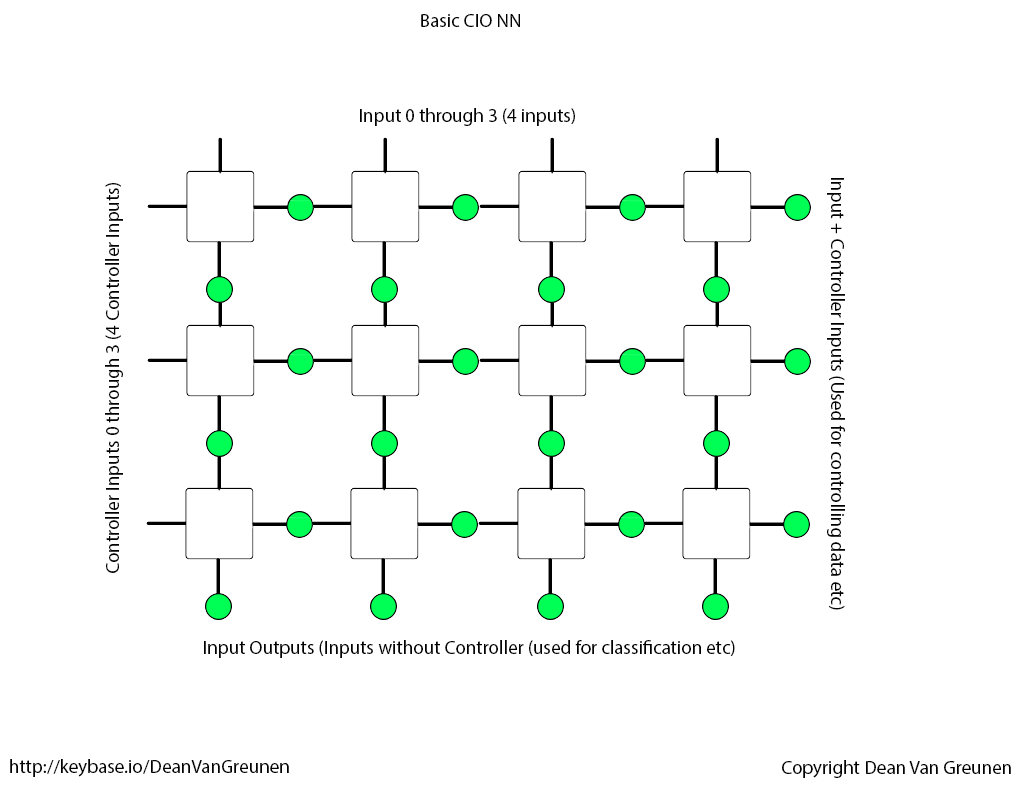 Basic CIO NN
Input 0 through 3 (4 inputs)
Controller Inputs 0 through 3 (4 Controller Inputs)
Input + Controller Inputs (Used for controlling data etc)
Input Outputs (Inputs without Controller (used for classification etc)
http://keybase.io/DeanVanGreunen
Copyright Dean Van Greunen